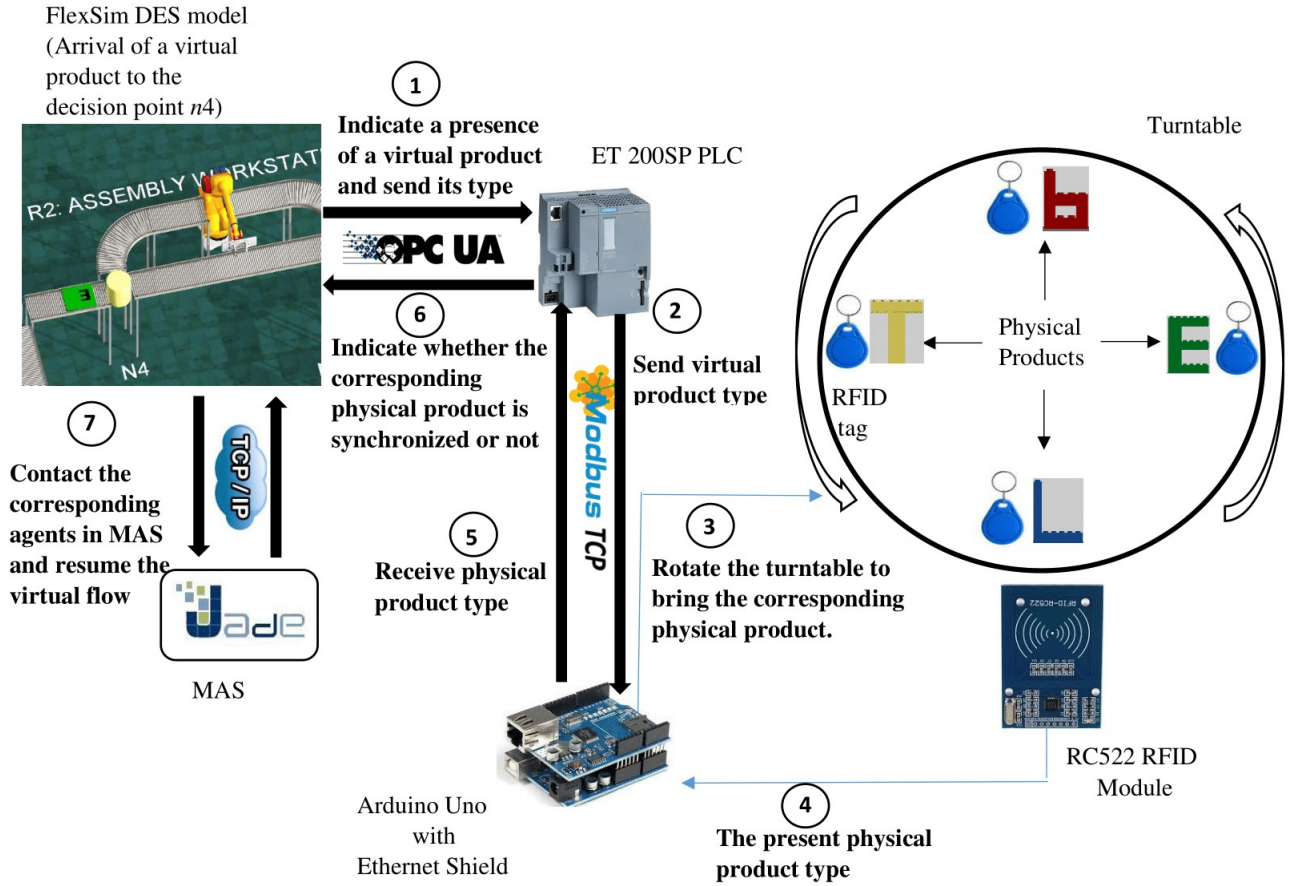 FlexSim DES model
(Arrival of a virtual
product to the
decision point n4)
R2: ASSEMBLY WORKSTAT
E
N4
1
Indicate a presence
of a virtual product
and send its type
OPC UA
6
Indicate whether the
corresponding
physical product is
synchronized or not
ET 200SP PLC
2
Send virtual
product type
Modbus TCP
5
Receive physical
product type
7
Contact the
corresponding
agents in MAS
and resume the
virtual flow
TCP / IP
Jade
MAS
Arduino Uno
with
Ethernet Shield
3
Rotate the turntable to
bring the corresponding
physical product.
4
The present physical
product type
Turntable
Physical
Products
RFID
tag
RFID-RC522
RC522 RFID
Module